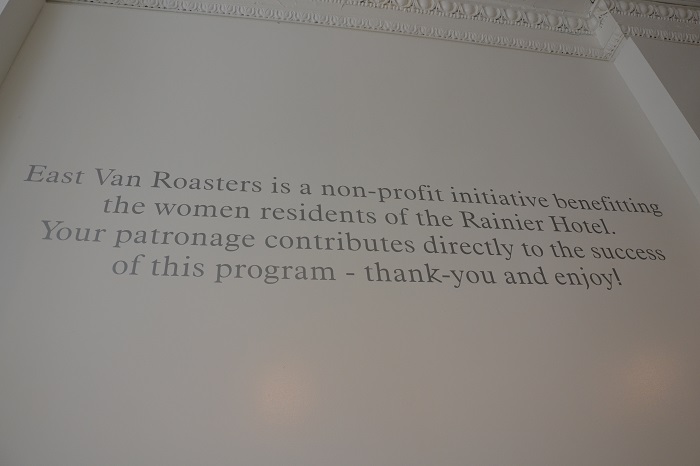 East Van Roasters is a non-profit initiative benefitting
the women residents of the Rainier Hotel.
Your patronage contributes directly to the success
of this program - thank-you and enjoy!